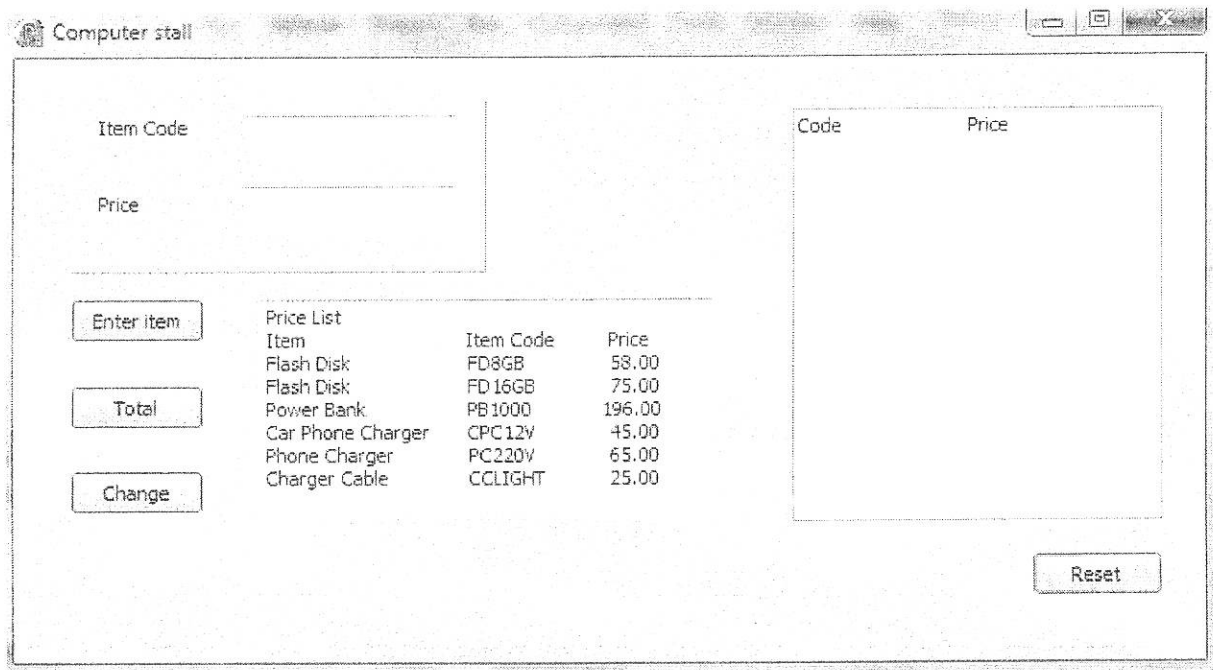 Computer stall
Item Code
Price
Code Price
Enter item
Total
Change
Price List
Item Item Code Price
Flash Disk FD8GB 58.00
Flash Disk FD16GB 75.00
Power Bank PB1000 196.00
Car Phone Charger CPC12V 45.00
Phone Charger PC220V 65.00
Charger Cable CCLIGHT 25.00
Reset